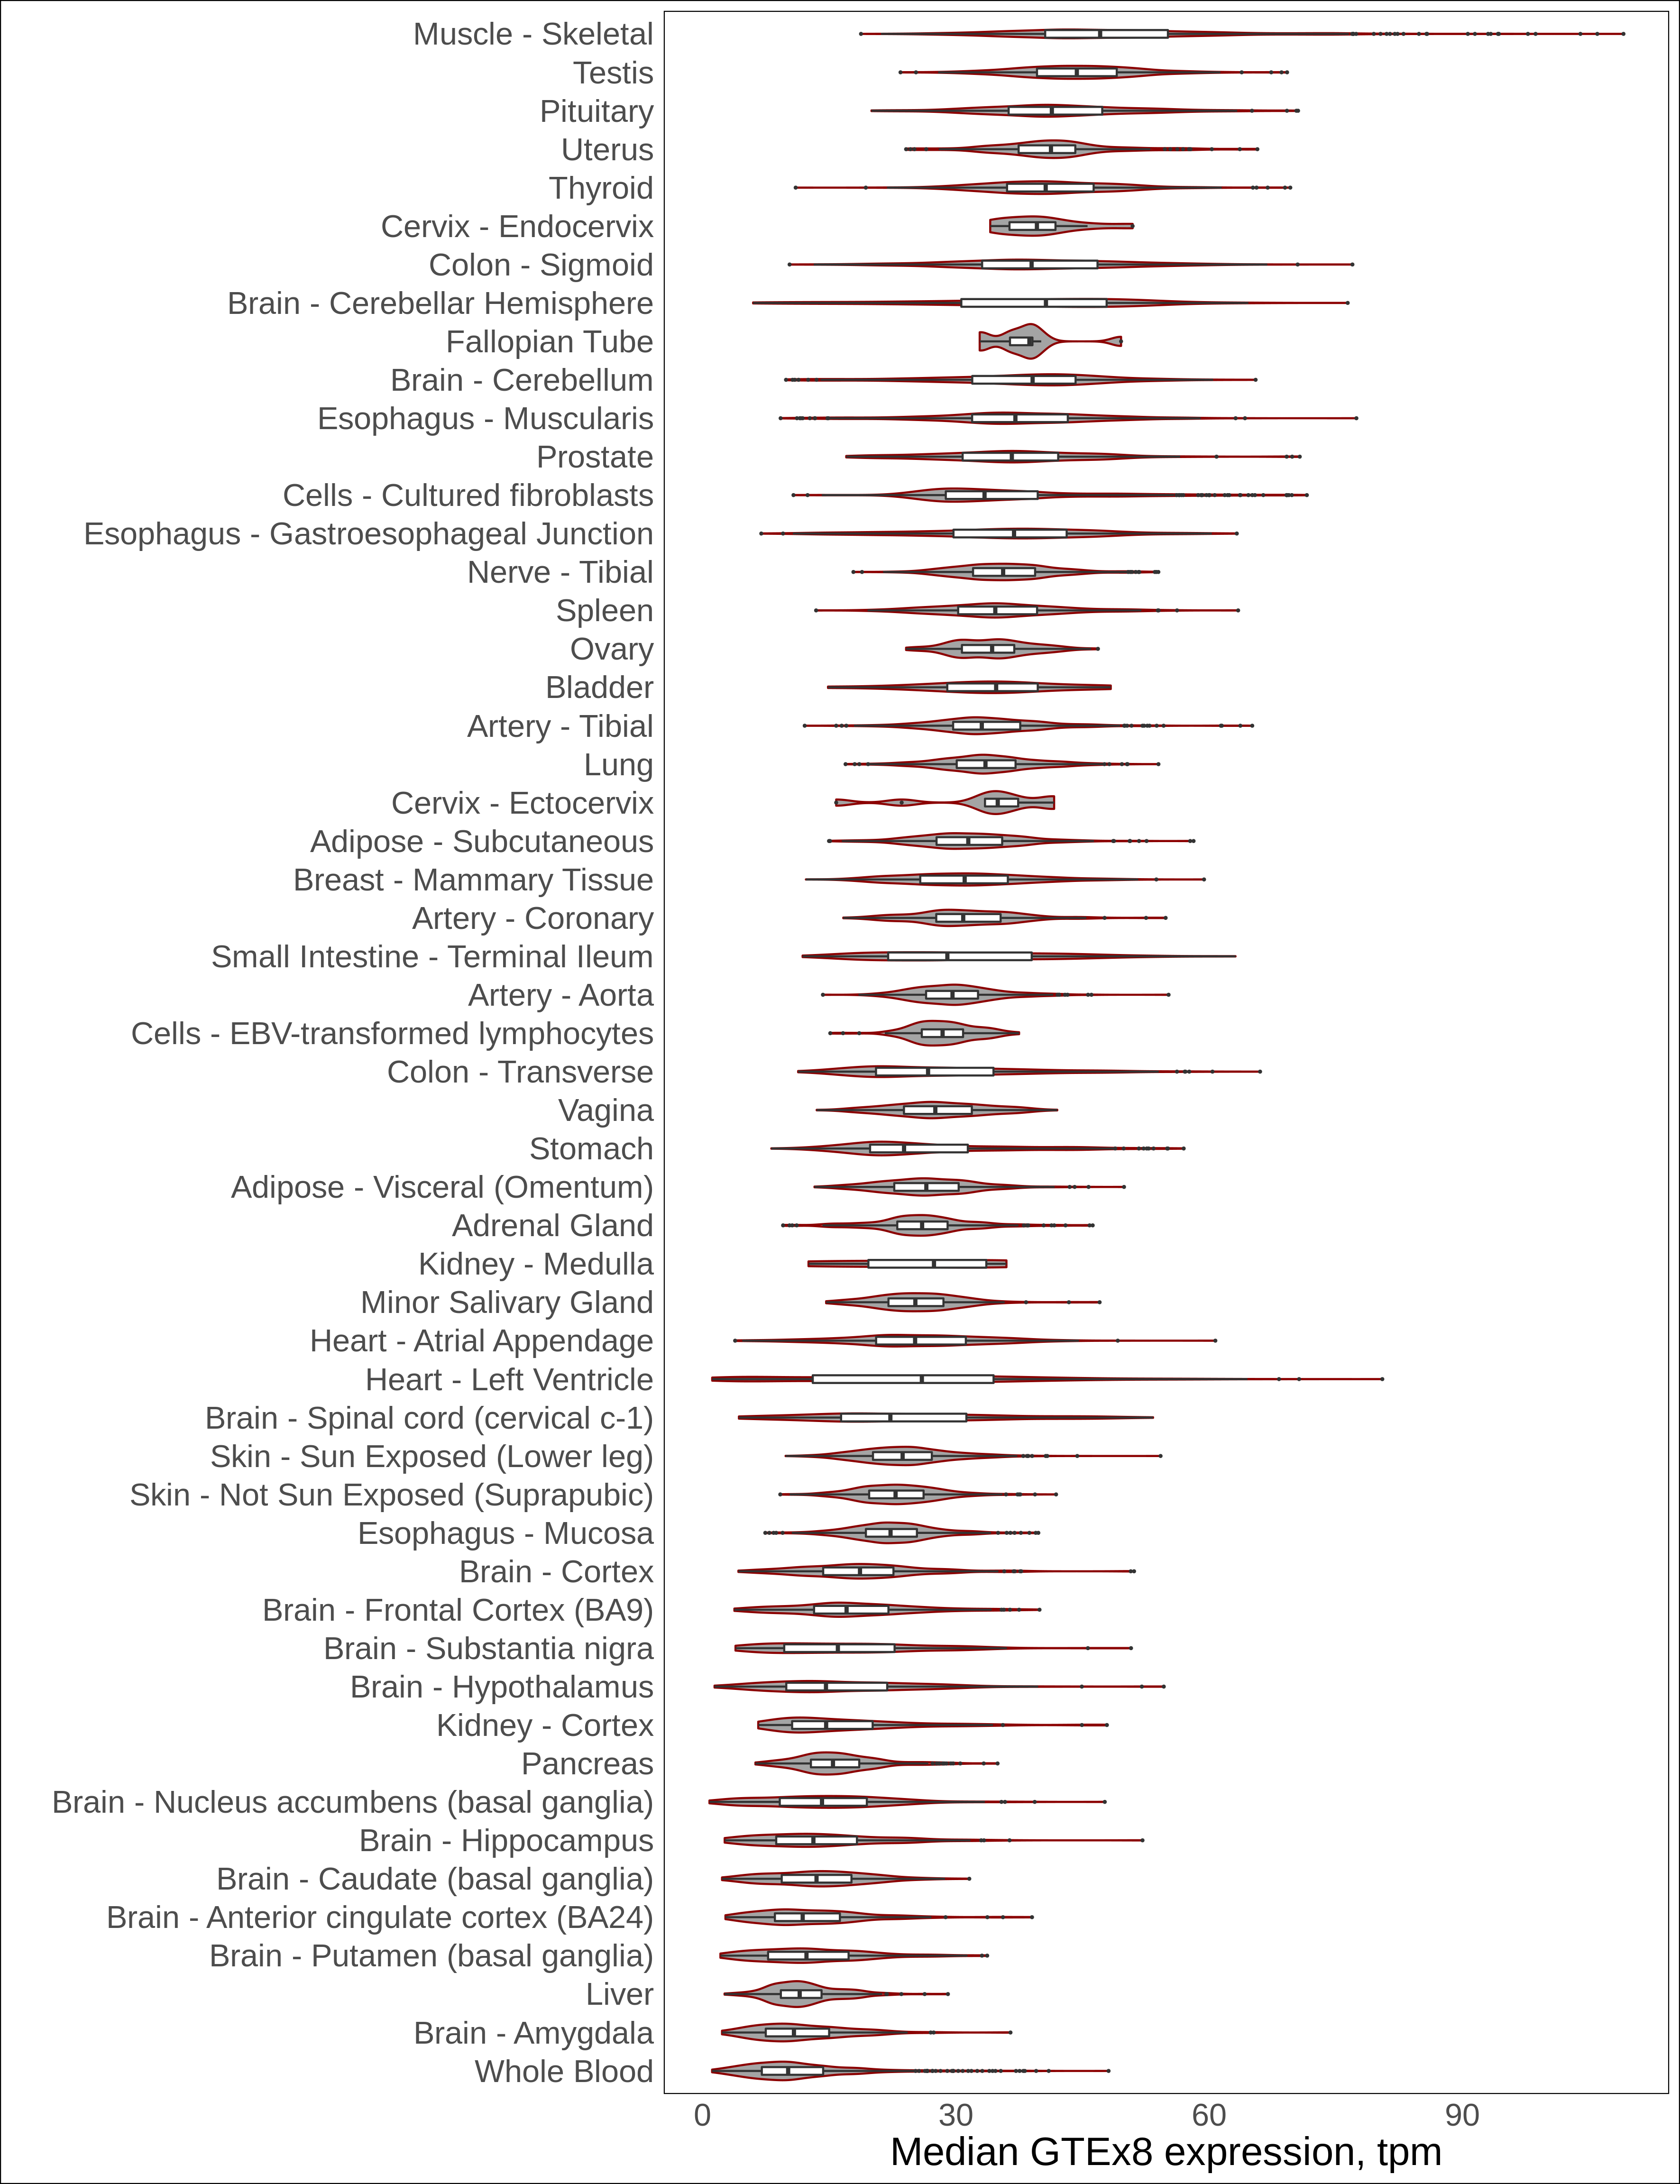 Muscle - Skeletal
Testis
Pituitary
Uterus
Thyroid
Cervix - Endocervix
Colon - Sigmoid
Brain - Cerebellar Hemisphere
Fallopian Tube
Brain - Cerebellum
Esophagus - Muscularis
Prostate
Cells - Cultured fibroblasts
Esophagus - Gastroesophageal Junction
Nerve - Tibial
Spleen
Ovary
Bladder
Artery - Tibial
Lung
Cervix - Ectocervix
Adipose - Subcutaneous
Breast - Mammary Tissue
Artery - Coronary
Small Intestine - Terminal Ileum
Artery - Aorta
Cells - EBV-transformed lymphocytes
Colon - Transverse
Vagina
Stomach
Adipose - Visceral (Omentum)
Adrenal Gland
Kidney - Medulla
Minor Salivary Gland
Heart - Atrial Appendage
Heart - Left Ventricle
Brain - Spinal cord (cervical c-1)
Skin - Sun Exposed (Lower leg)
Skin - Not Sun Exposed (Suprapubic)
Esophagus - Mucosa
Brain - Cortex
Brain - Frontal Cortex (BA9)
Brain - Substantia nigra
Brain - Hypothalamus
Kidney - Cortex
Pancreas
Brain - Nucleus accumbens (basal ganglia)
Brain - Hippocampus
Brain - Caudate (basal ganglia)
Brain - Anterior cingulate cortex (BA24)
Brain - Putamen (basal ganglia)
Liver
Brain - Amygdala
Whole Blood
0 30 60 90
Median GTEx8 expression, tpm